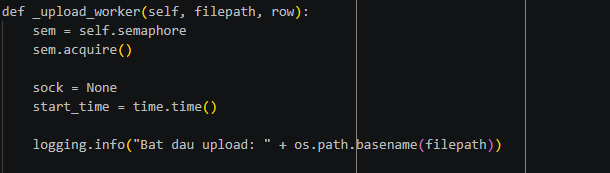 def _upload_worker(self, filepath, row):
    sem = self.semaphore
    sem.acquire()

    sock = None
    start_time = time.time()

    logging.info("Bat dau upload: " + os.path.basename(filepath))